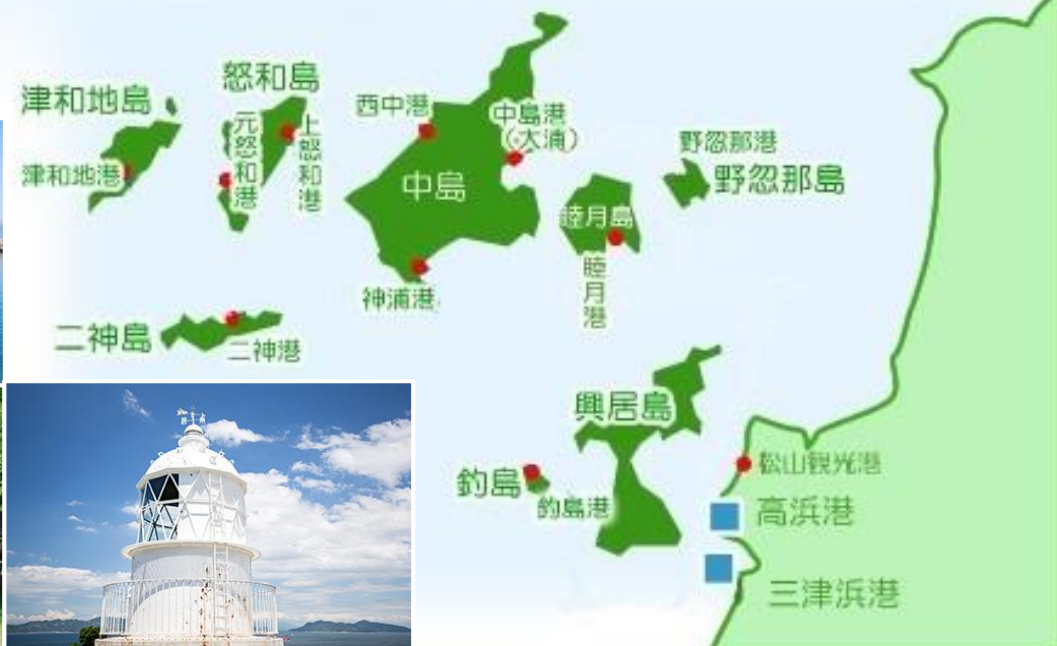 津和地島
津和地港
怒和島
元怒和港
上怒和港
西中港
中島港
(大浦)
中島
神浦港
野忽那港
野忽那島
睦月島
睦月港
二神島
二神港
興居島
釣島
釣島港
松山観光港
高浜港
三津浜港